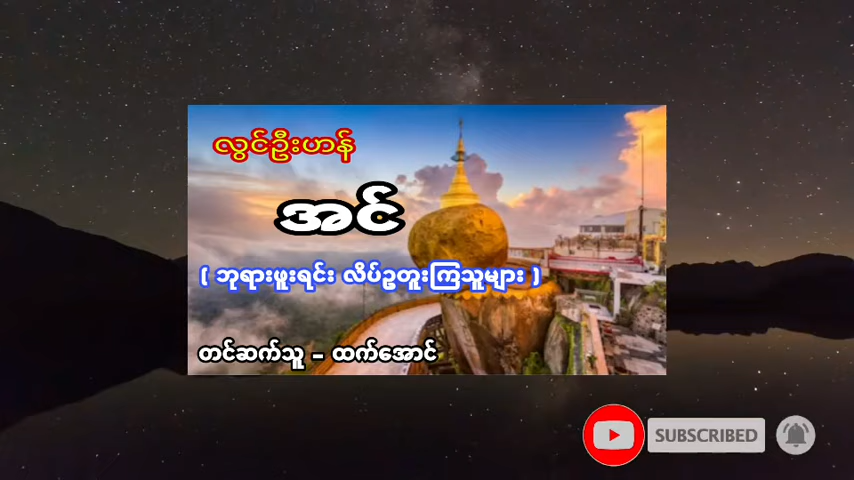 လွင်ဦးဟန်
အင်
( ဘုရားဖူးရင်း လိပ်ဥတူးကြသူများ )
တင်ဆက်သူ – ထက်အောင်
SUBSCRIBED